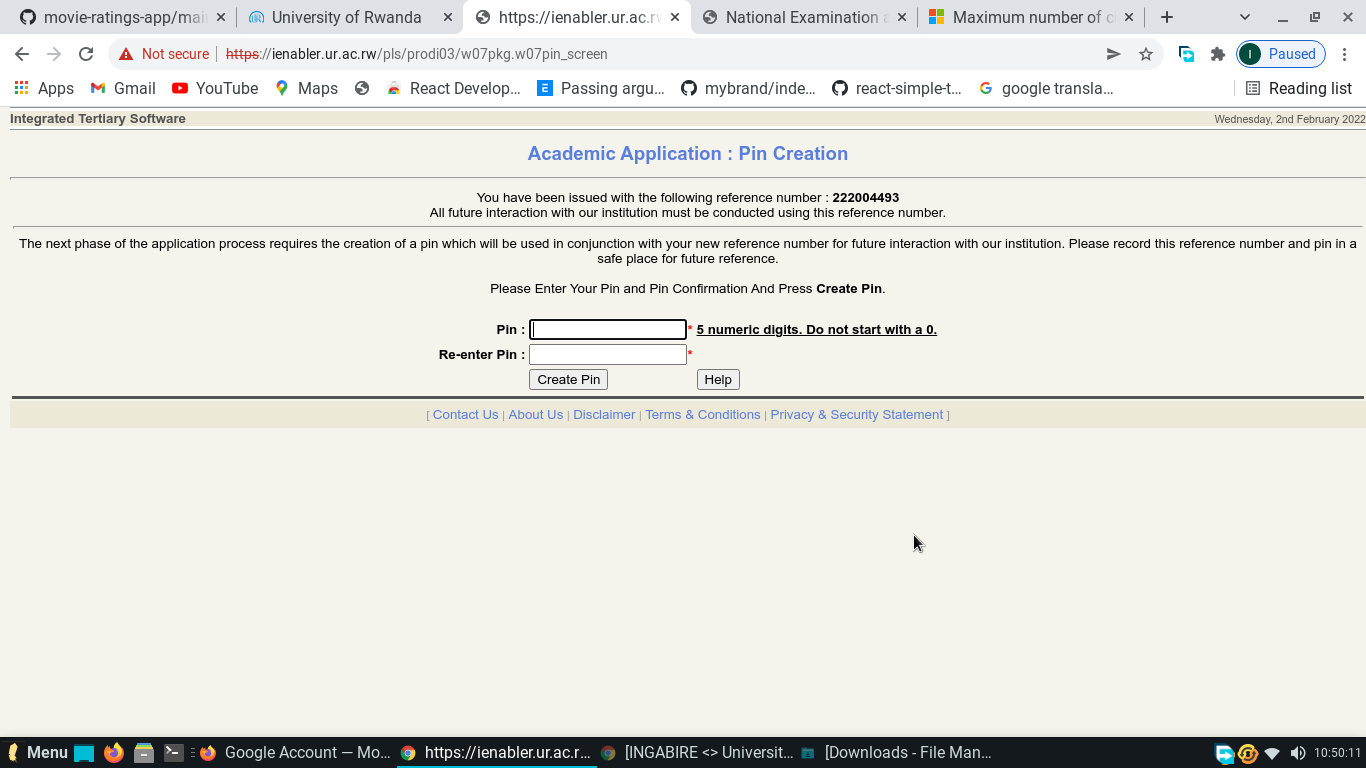 movie-ratings-app/mai
University of Rwanda
https://ienabler.ur.ac.rw
National Examination a
Maximum number of c
Not secure
https://ienabler.ur.ac.rw/pls/prodi03/w07pkg.w07pin_screen
I
Paused
Apps
Gmail
YouTube
Maps
React Develop...
Passing argu...
mybrand/inde...
react-simple-t...
google transla...
Reading list
Integrated Tertiary Software
Wednesday, 2nd February 2022
Academic Application : Pin Creation
You have been issued with the following reference number : 222004493
All future interaction with our institution must be conducted using this reference number.
The next phase of the application process requires the creation of a pin which will be used in conjunction with your new reference number for future interaction with our institution. Please record this reference number and pin in a
safe place for future reference.
Please Enter Your Pin and Pin Confirmation And Press Create Pin.
Pin : * 5 numeric digits. Do not start with a 0.
Re-enter Pin : *
Create Pin Help
[ Contact Us | About Us | Disclaimer | Terms & Conditions | Privacy & Security Statement ]
Menu
Google Account — Mo...
https://ienabler.ur.ac.r...
[INGABIRE <> Universit...
[Downloads - File Man...
10:50:11